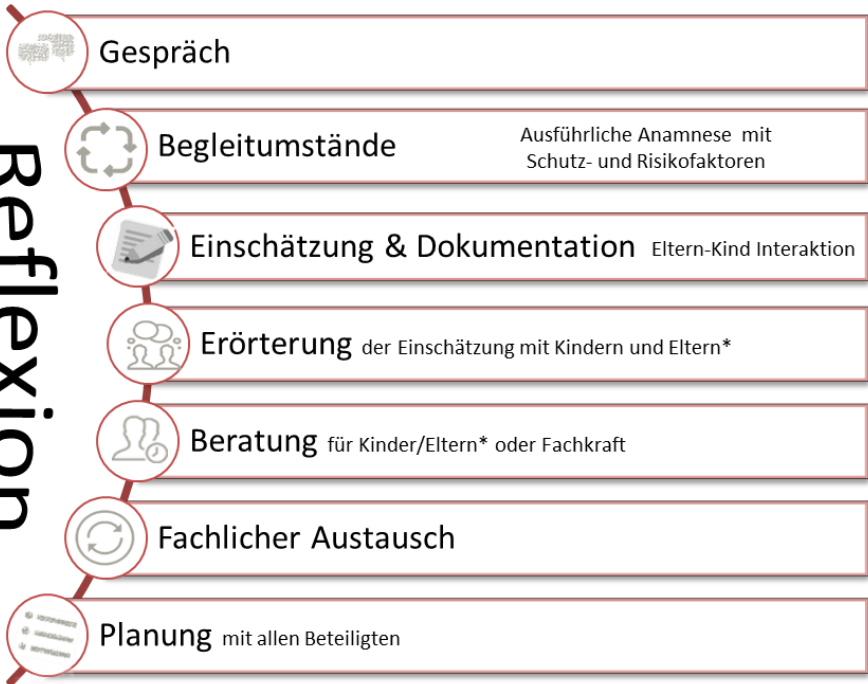 Reflexion
Gespräch
Begleitumstände
Ausführliche Anamnese mit
Schutz- und Risikofaktoren
Einschätzung & Dokumentation Eltern-Kind Interaktion
Erörterung der Einschätzung mit Kindern und Eltern*
Beratung für Kinder/Eltern* oder Fachkraft
Fachlicher Austausch
Planung mit allen Beteiligten